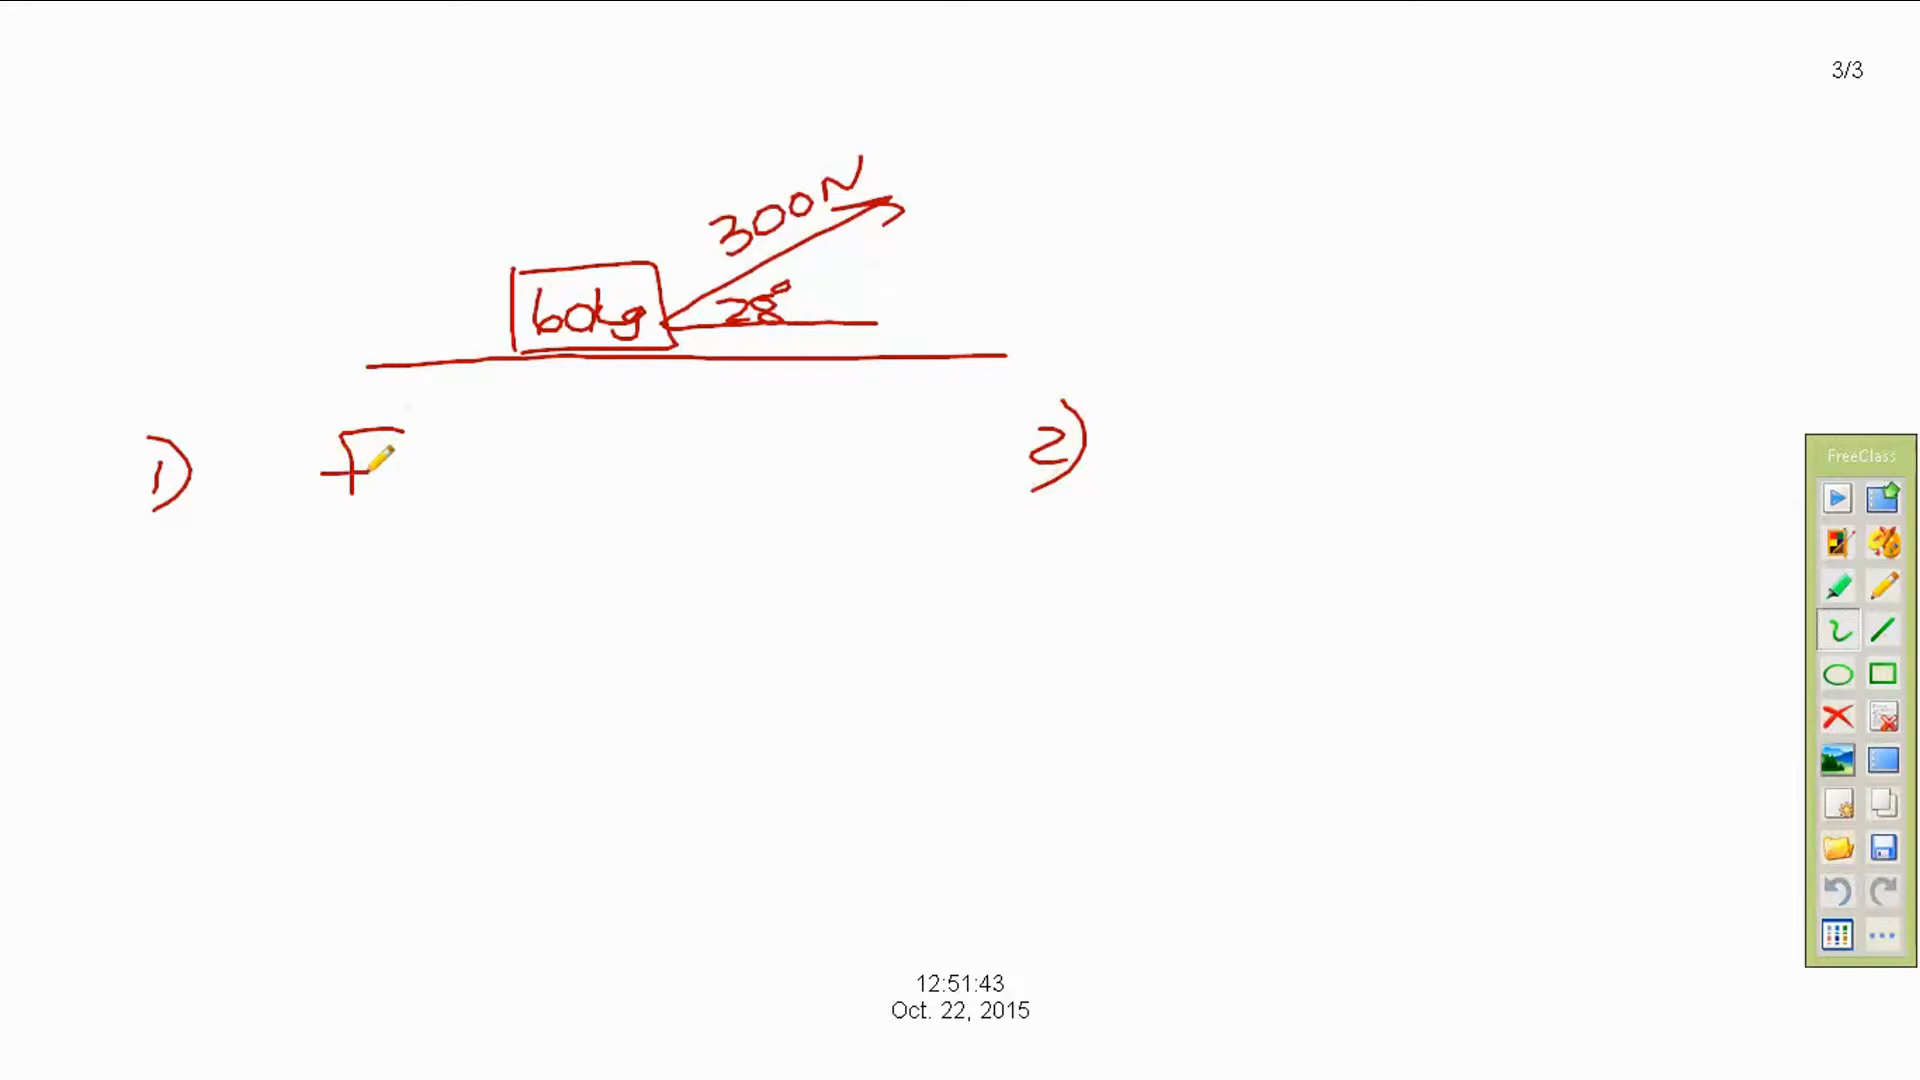 3/3
300N
60kg
28°
1)
F
2)
FreeClass
12:51:43
Oct. 22, 2015